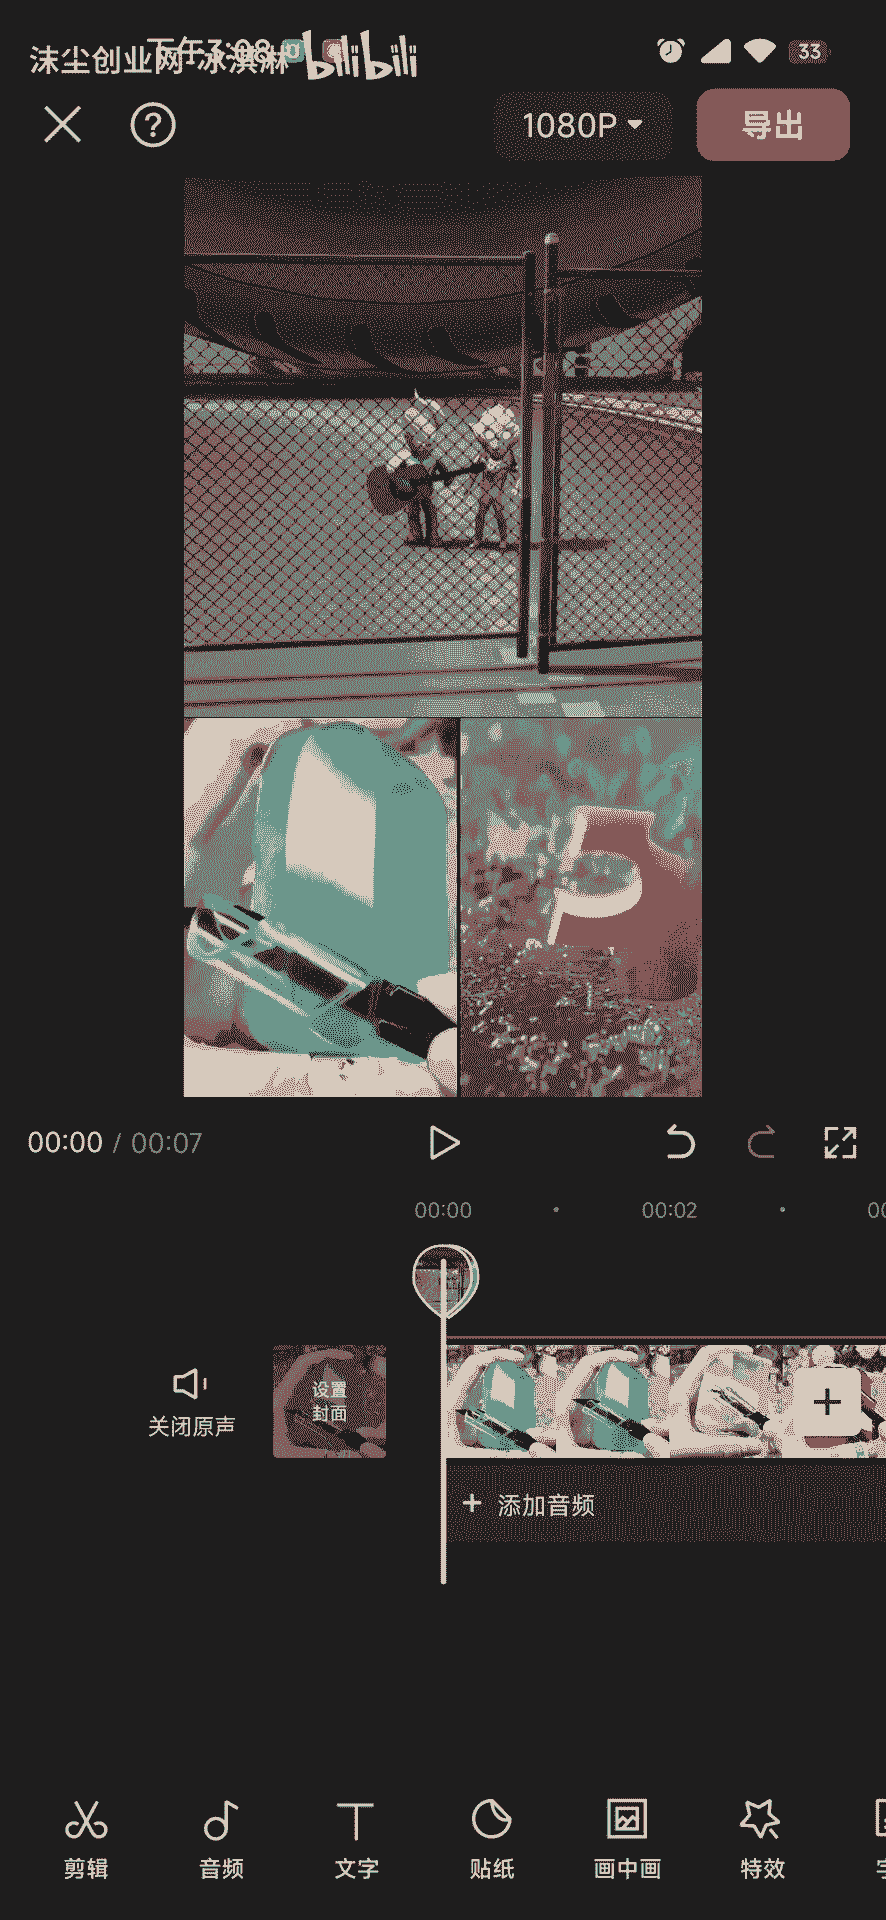 下午3:08
沫尘创业网-冰淇淋 bilibili
33
1080P
导出
00:00 / 00:07
00:00
00:02
设置
封面
关闭原声
+ 添加音频
剪辑
音频
文字
贴纸
画中画
特效